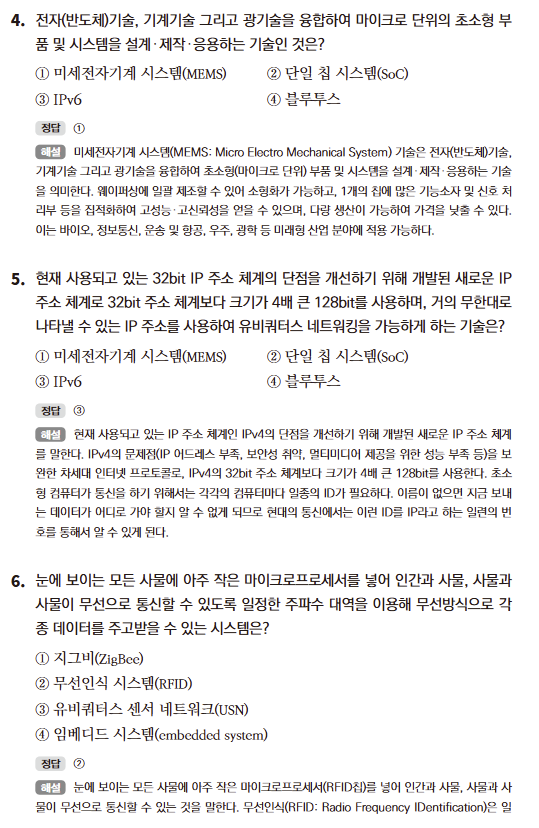 4. 전자(반도체)기술, 기계기술 그리고 광기술을 융합하여 마이크로 단위의 초소형 부
품 및 시스템을 설계·제작·응용하는 기술인 것은?
① 미세전자기계 시스템(MEMS) ② 단일 칩 시스템(SoC)
③ IPv6 ④ 블루투스
정답 ①
해설 미세전자기계 시스템(MEMS: Micro Electro Mechanical System) 기술은 전자(반도체)기술,
기계기술 그리고 광기술을 융합하여 초소형(마이크로 단위) 부품 및 시스템을 설계·제작·응용하는 기술
을 의미한다. 웨이퍼상에 일괄 제조할 수 있어 소형화가 가능하고, 1개의 칩에 많은 기능소자 및 신호 처
리부 등을 집적화하여 고성능·고신뢰성을 얻을 수 있으며, 다량 생산이 가능하여 가격을 낮출 수 있다.
이는 바이오, 정보통신, 운송 및 항공, 우주, 광학 등 미래형 산업 분야에 적용 가능하다.
5. 현재 사용되고 있는 32bit IP 주소 체계의 단점을 개선하기 위해 개발된 새로운 IP
주소 체계로 32bit 주소 체계보다 크기가 4배 큰 128bit를 사용하며, 거의 무한대로
나타낼 수 있는 IP 주소를 사용하여 유비쿼터스 네트워킹을 가능하게 하는 기술은?
① 미세전자기계 시스템(MEMS) ② 단일 칩 시스템(SoC)
③ IPv6 ④ 블루투스
정답 ③
해설 현재 사용되고 있는 IP 주소 체계인 IPv4의 단점을 개선하기 위해 개발된 새로운 IP 주소 체계
를 말한다. IPv4의 문제점(IP 어드레스 부족, 보안성 취약, 멀티미디어 제공을 위한 성능 부족 등)을 보
완한 차세대 인터넷 프로토콜로, IPv4의 32bit 주소 체계보다 크기가 4배 큰 128bit를 사용한다. 초소
형 컴퓨터가 통신을 하기 위해서는 각각의 컴퓨터마다 일종의 ID가 필요하다. 이름이 없으면 지금 보내
는 데이터가 어디로 가야 할지 알 수 없게 되므로 현대의 통신에서는 이런 ID를 IP라고 하는 일련의 번
호를 통해서 알 수 있게 된다.
6. 눈에 보이는 모든 사물에 아주 작은 마이크로프로세서를 넣어 인간과 사물, 사물과
사물이 무선으로 통신할 수 있도록 일정한 주파수 대역을 이용해 무선방식으로 각
종 데이터를 주고받을 수 있는 시스템은?
① 지그비(ZigBee)
② 무선인식 시스템(RFID)
③ 유비쿼터스 센서 네트워크(USN)
④ 임베디드 시스템(embedded system)
정답 ②
해설 눈에 보이는 모든 사물에 아주 작은 마이크로프로세서(RFID칩)를 넣어 인간과 사물, 사물과 사
물이 무선으로 통신할 수 있는 것을 말한다. 무선인식(RFID: Radio Frequency IDentification)은 일